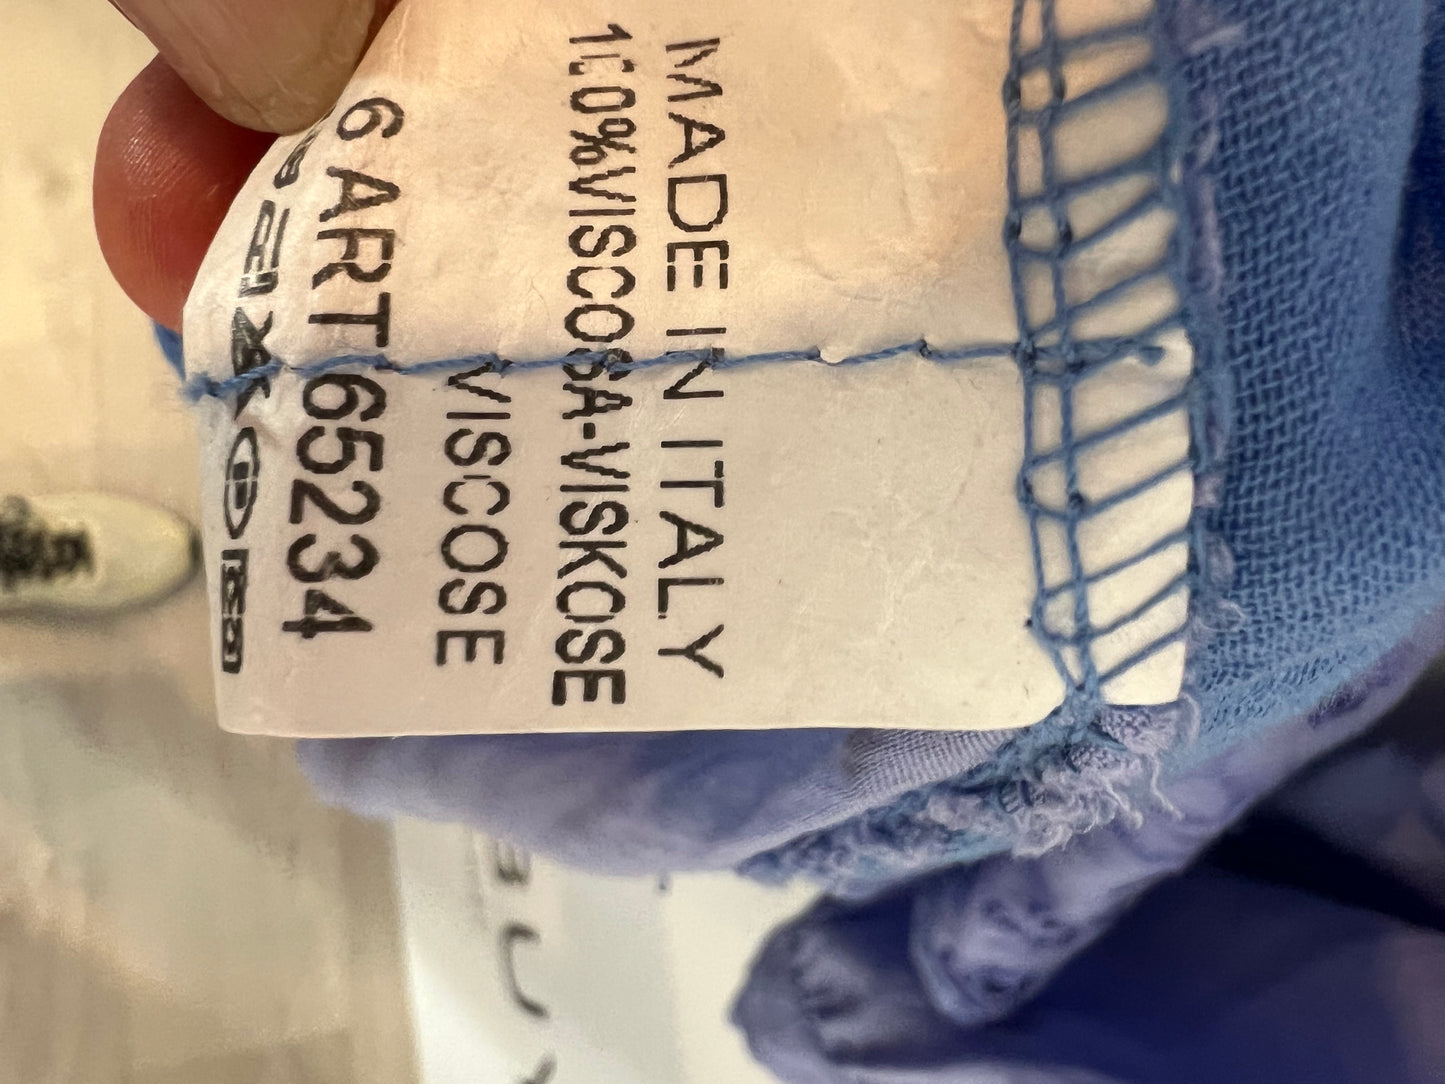 MADE IN ITALY
100%VISCOSA-VISKOSE
VISCOSE
6 ART 65234
P